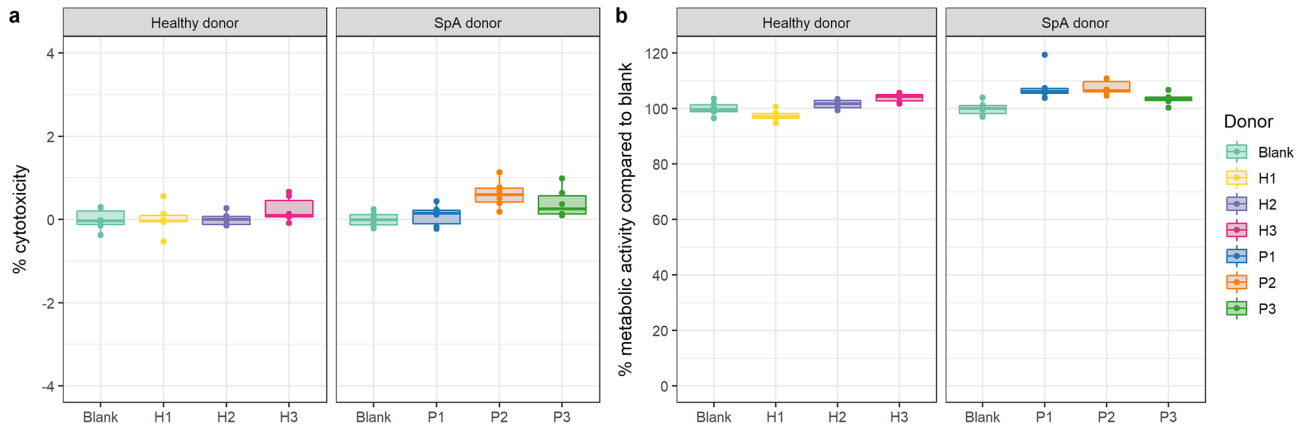 a
Healthy donor
SpA donor
% cytotoxicity
4
2
0
-2
-4
Blank H1 H2 H3
Blank P1 P2 P3
b
Healthy donor
SpA donor
% metabolic activity compared to blank
120
100
80
60
40
20
0
Blank H1 H2 H3
Blank P1 P2 P3
Donor
Blank
H1
H2
H3
P1
P2
P3